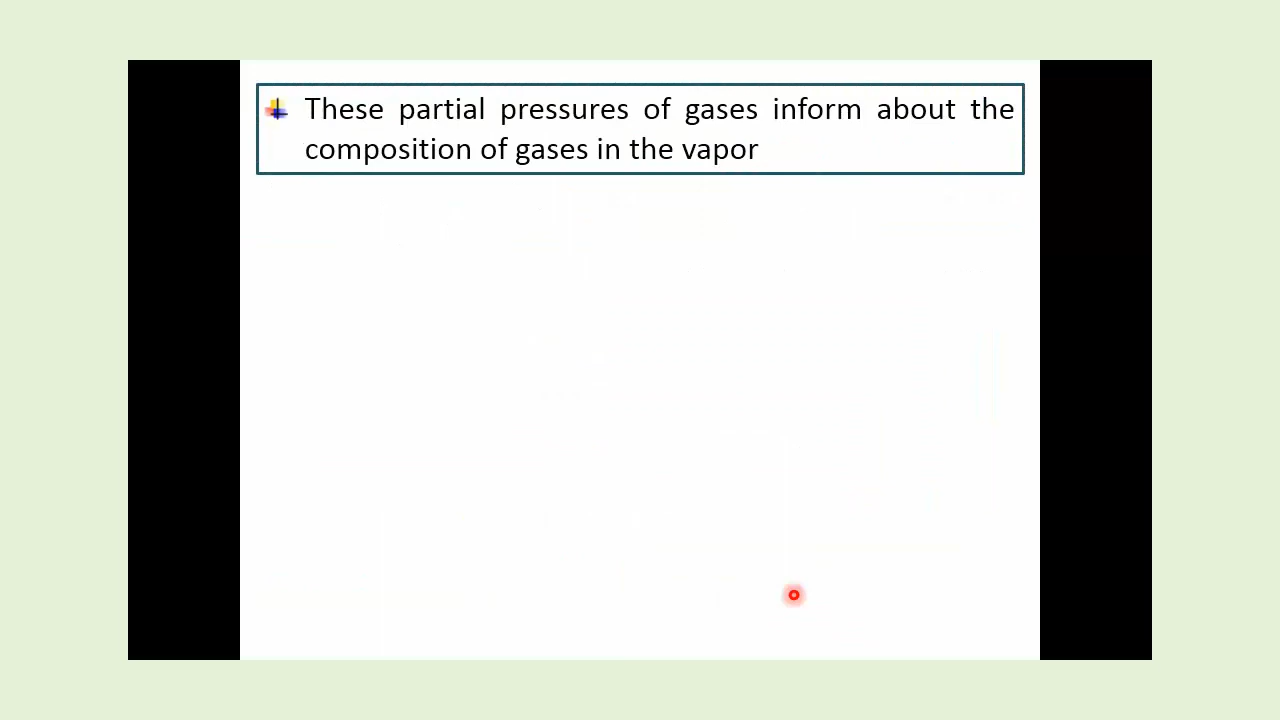 These partial pressures of gases inform about the
composition of gases in the vapor